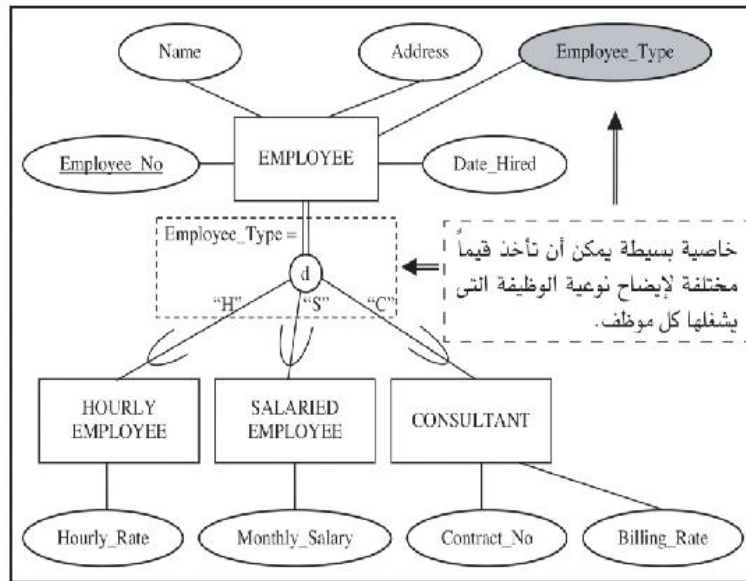 Name
Address
Employee_Type
Employee_No
EMPLOYEE
Date_Hired
Employee_Type =
d
خاصية بسيطة يمكن أن تأخذ قيماً
مختلفة لإيضاح نوعية الوظيفة التى
يشغلها كل موظف.
“H”
“S”
“C”
HOURLY
EMPLOYEE
SALARIED
EMPLOYEE
CONSULTANT
Hourly_Rate
Monthly_Salary
Contract_No
Billing_Rate